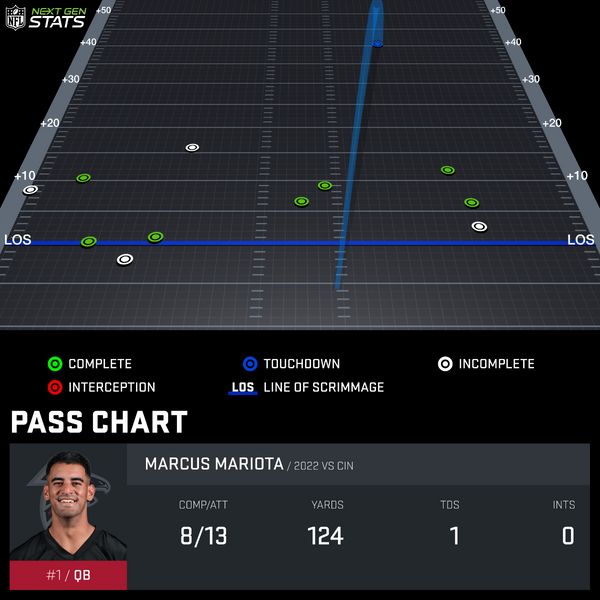 NFL NEXT GEN STATS
+50 +50
+40 +40
+30 +30
+20 +20
+10 +10
LOS LOS
COMPLETE TOUCHDOWN INCOMPLETE
INTERCEPTION LOS LINE OF SCRIMMAGE
PASS CHART
MARCUS MARIOTA / 2022 VS CIN
COMP/ATT YARDS TDS INTS
8/13 124 1 0
#1 / QB